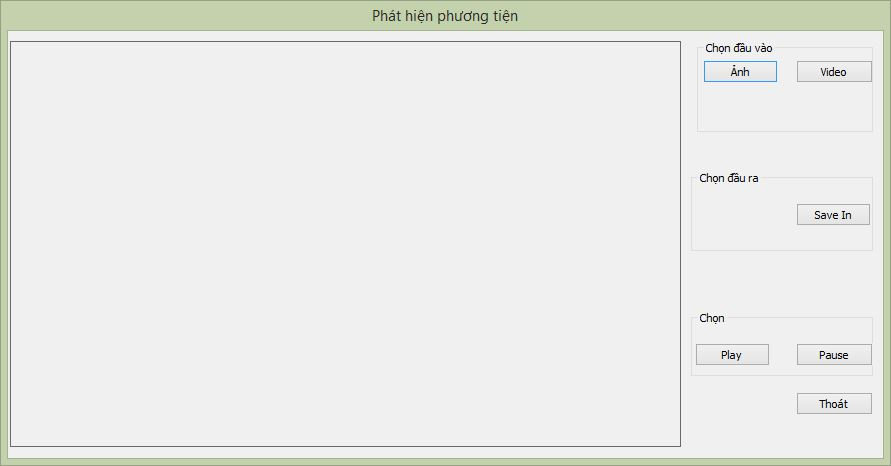 Phát hiện phương tiện
Chọn đầu vào
Ảnh Video
Chọn đầu ra
Save In
Chọn
Play Pause
Thoát